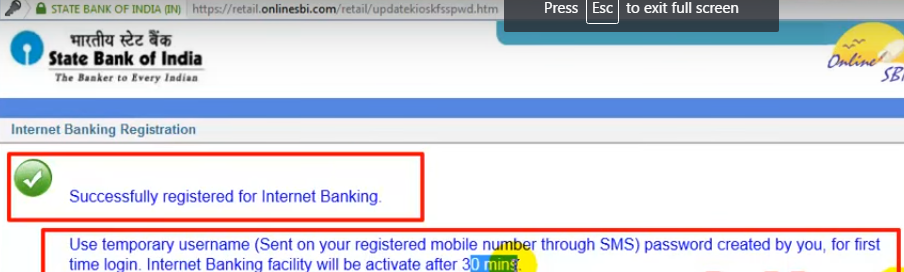 STATE BANK OF INDIA (IN) https://retail.onlinesbi.com/retail/updatekioskfsspwd.htm
Press Esc to exit full screen
भारतीय स्टेट बैंक
State Bank of India
The Banker to Every Indian
Online
SBI
Internet Banking Registration
Successfully registered for Internet Banking.
Use temporary username (Sent on your registered mobile number through SMS) password created by you, for first
time login. Internet Banking facility will be activate after 30 mins.